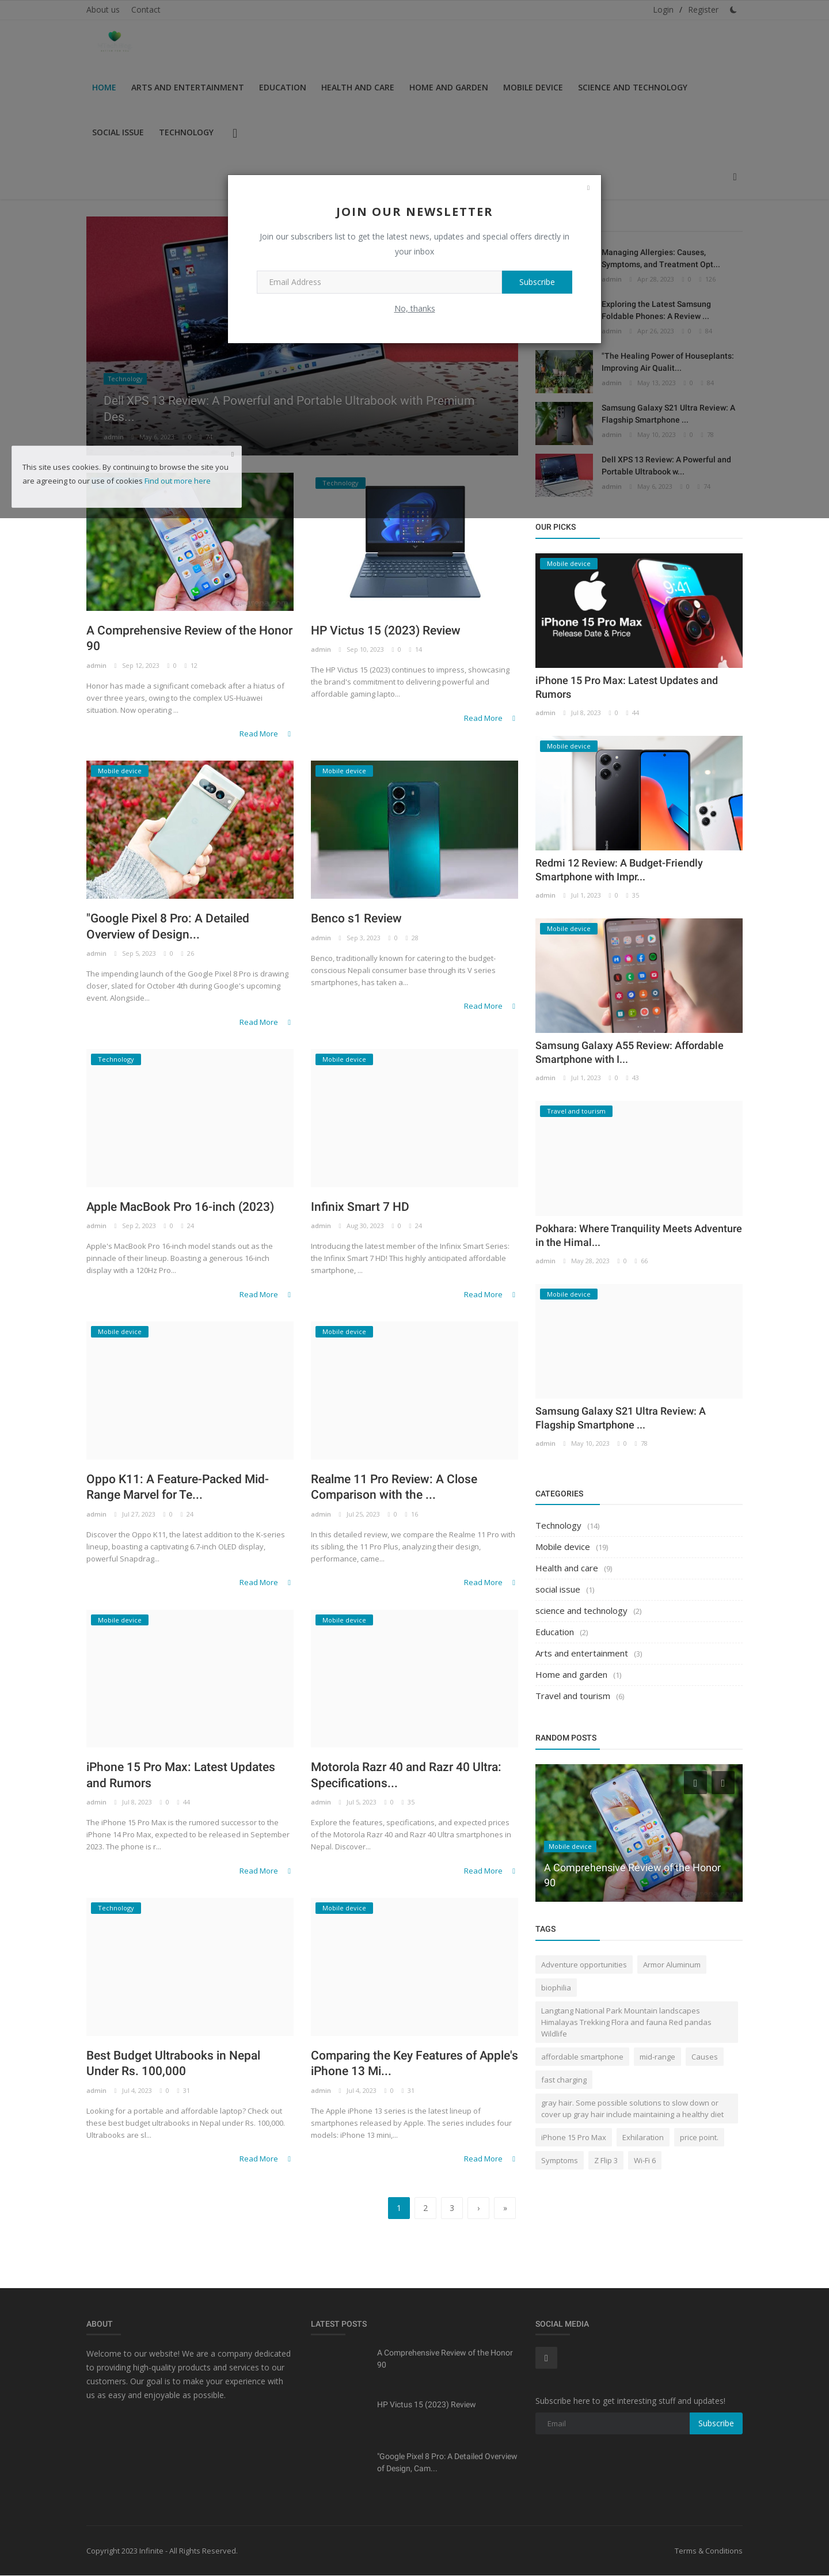 About us Contact
Login / Register
HOME ARTS AND ENTERTAINMENT EDUCATION HEALTH AND CARE HOME AND GARDEN MOBILE DEVICE SCIENCE AND TECHNOLOGY
SOCIAL ISSUE TECHNOLOGY
JOIN OUR NEWSLETTER
Join our subscribers list to get the latest news, updates and special offers directly in
your inbox
Email Address Subscribe
No, thanks
Technology
Dell XPS 13 Review: A Powerful and Portable Ultrabook with Premium
Des...
admin May 6, 2023 0 74
This site uses cookies. By continuing to browse the site you
are agreeing to our use of cookies Find out more here
A Comprehensive Review of the Honor
90
admin Sep 12, 2023 0 12
Honor has made a significant comeback after a hiatus of
over three years, owing to the complex US-Huawei
situation. Now operating ...
Read More
Technology
HP Victus 15 (2023) Review
admin Sep 10, 2023 0 14
The HP Victus 15 (2023) continues to impress, showcasing
the brand's commitment to delivering powerful and
affordable gaming lapto...
Read More
Mobile device
"Google Pixel 8 Pro: A Detailed
Overview of Design...
admin Sep 5, 2023 0 26
The impending launch of the Google Pixel 8 Pro is drawing
closer, slated for October 4th during Google's upcoming
event. Alongside...
Read More
Mobile device
Benco s1 Review
admin Sep 3, 2023 0 28
Benco, traditionally known for catering to the budget-
conscious Nepali consumer base through its V series
smartphones, has taken a...
Read More
Technology
Apple MacBook Pro 16-inch (2023)
admin Sep 2, 2023 0 24
Apple's MacBook Pro 16-inch model stands out as the
pinnacle of their lineup. Boasting a generous 16-inch
display with a 120Hz Pro...
Read More
Mobile device
Infinix Smart 7 HD
admin Aug 30, 2023 0 24
Introducing the latest member of the Infinix Smart Series:
the Infinix Smart 7 HD! This highly anticipated affordable
smartphone, ...
Read More
Mobile device
Oppo K11: A Feature-Packed Mid-
Range Marvel for Te...
admin Jul 27, 2023 0 24
Discover the Oppo K11, the latest addition to the K-series
lineup, boasting a captivating 6.7-inch OLED display,
powerful Snapdrag...
Read More
Mobile device
Realme 11 Pro Review: A Close
Comparison with the ...
admin Jul 25, 2023 0 16
In this detailed review, we compare the Realme 11 Pro with
its sibling, the 11 Pro Plus, analyzing their design,
performance, came...
Read More
Mobile device
iPhone 15 Pro Max: Latest Updates
and Rumors
admin Jul 8, 2023 0 44
The iPhone 15 Pro Max is the rumored successor to the
iPhone 14 Pro Max, expected to be released in September
2023. The phone is r...
Read More
Mobile device
Motorola Razr 40 and Razr 40 Ultra:
Specifications...
admin Jul 5, 2023 0 35
Explore the features, specifications, and expected prices
of the Motorola Razr 40 and Razr 40 Ultra smartphones in
Nepal. Discover...
Read More
Technology
Best Budget Ultrabooks in Nepal
Under Rs. 100,000
admin Jul 4, 2023 0 31
Looking for a portable and affordable laptop? Check out
these best budget ultrabooks in Nepal under Rs. 100,000.
Ultrabooks are sl...
Read More
Mobile device
Comparing the Key Features of Apple's
iPhone 13 Mi...
admin Jul 4, 2023 0 31
The Apple iPhone 13 series is the latest lineup of
smartphones released by Apple. The series includes four
models: iPhone 13 mini,...
Read More
1 2 3 › »
Managing Allergies: Causes,
Symptoms, and Treatment Opt...
admin Apr 28, 2023 0
Exploring the Latest Samsung
Foldable Phones: A Review ...
admin Apr 26, 2023 0 84
"The Healing Power of Houseplants:
Improving Air Qualit...
admin May 13, 2023 0 84
Samsung Galaxy S21 Ultra Review: A
Flagship Smartphone ...
admin May 10, 2023 0 78
Dell XPS 13 Review: A Powerful and
Portable Ultrabook w...
admin May 6, 2023 0 74
OUR PICKS
Mobile device
iPhone 15 Pro Max
Release Date & Price
iPhone 15 Pro Max: Latest Updates and
Rumors
admin Jul 8, 2023 0 44
Mobile device
Redmi 12 Review: A Budget-Friendly
Smartphone with Impr...
admin Jul 1, 2023 0 35
Mobile device
Samsung Galaxy A55 Review: Affordable
Smartphone with I...
admin Jul 1, 2023 0 43
Travel and tourism
Pokhara: Where Tranquility Meets Adventure
in the Himal...
admin May 28, 2023 0 66
Mobile device
Samsung Galaxy S21 Ultra Review: A
Flagship Smartphone ...
admin May 10, 2023 0 78
CATEGORIES
Technology (14)
Mobile device (19)
Health and care (9)
social issue (1)
science and technology (2)
Education (2)
Arts and entertainment (3)
Home and garden (1)
Travel and tourism (6)
RANDOM POSTS
Mobile device
A Comprehensive Review of the Honor
90
TAGS
Adventure opportunities Armor Aluminum
biophilia
Langtang National Park Mountain landscapes
Himalayas Trekking Flora and fauna Red pandas
Wildlife
affordable smartphone mid-range Causes
fast charging
gray hair. Some possible solutions to slow down or
cover up gray hair include maintaining a healthy diet
iPhone 15 Pro Max Exhilaration price point.
Symptoms Z Flip 3 Wi-Fi 6
ABOUT
Welcome to our website! We are a company dedicated
to providing high-quality products and services to our
customers. Our goal is to make your experience with
us as easy and enjoyable as possible.
LATEST POSTS
A Comprehensive Review of the Honor
90
HP Victus 15 (2023) Review
"Google Pixel 8 Pro: A Detailed Overview
of Design, Cam...
SOCIAL MEDIA
Subscribe here to get interesting stuff and updates!
Email Subscribe
Copyright 2023 Infinite - All Rights Reserved.
Terms & Conditions